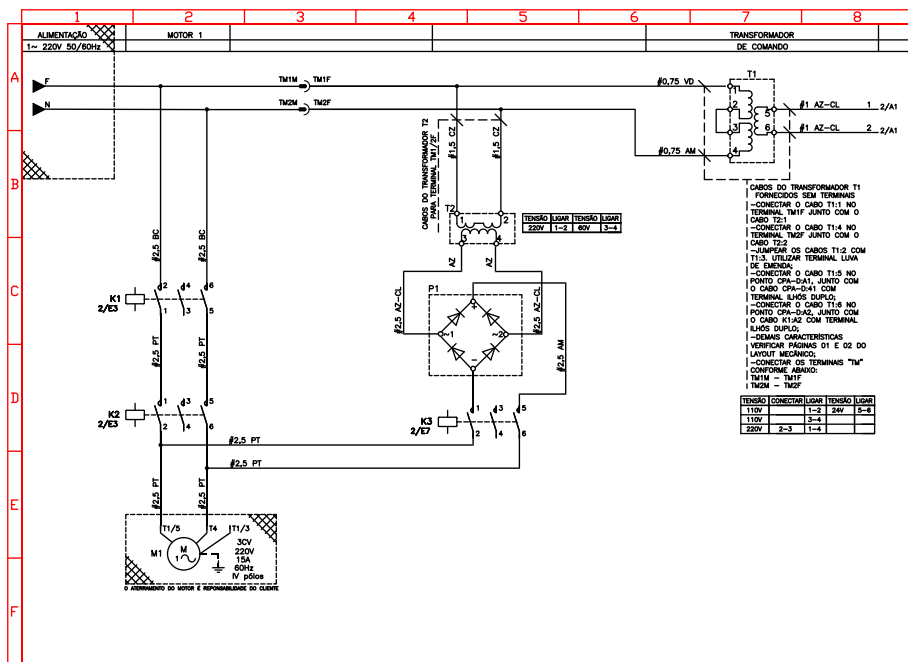 1 2 3 4 5 6 7 8
ALIMENTAÇÃO MOTOR 1 TRANSFORMADOR
1~ 220V 50/60Hz DE COMANDO
A
B
C
D
E
F
F
N
TM1M TM1F
TM2M TM2F
#0,75 VD
#0,75 AM
T1
2
3
4
5
6
#1 AZ-CL 1 2/A1
#1 AZ-CL 2 2/A1
CABOS DO TRANSFORMADOR T2
PARA TERMINAL TM1/2F
#1,5 CZ
#1,5 CZ
T2
1 2
3 4
TENSÃO LIGAR TENSÃO LIGAR
220V 1-2 60V 3-4
AZ
AZ
CABOS DO TRANSFORMADOR T1
FORNECIDOS SEM TERMINAIS
-CONECTAR O CABO T1:1 NO
TERMINAL TM1F JUNTO COM O
CABO T2:1
-CONECTAR O CABO T1:4 NO
TERMINAL TM2F JUNTO COM O
CABO T2:2
-JUMPEAR OS CABOS T1:2 COM
T1:3. UTILIZAR TERMINAL LUVA
DE EMENDA;
-CONECTAR O CABO T1:5 NO
PONTO CPA-D:A1, JUNTO COM
O CABO CPA-D:41 COM
TERMINAL ILHÓS DUPLO;
-CONECTAR O CABO T1:6 NO
PONTO CPA-D:A2, JUNTO COM
O CABO K1:A2 COM TERMINAL
ILHÓS DUPLO;
-DEMAIS CARACTERÍSTICAS
VERIFICAR PÁGINAS 01 E 02 DO
LAYOUT MECÂNICO;
-CONECTAR OS TERMINAIS "TM"
CONFORME ABAIXO:
TM1M - TM1F
TM2M - TM2F
TENSÃO CONECTAR LIGAR TENSÃO LIGAR
110V 1-2 24V 5-6
110V 3-4
220V 2-3 1-4
#2,5 BC
#2,5 BC
K1
2/E3
2 4 6
1 3 5
#2,5 PT
#2,5 PT
K2
2/E3
1 3 5
2 4 6
#2,5 AZ-CL
#2,5 AZ-CL
#2,5 AM
P1
+
~1 ~2
-
K3
2/E7
1 3 5
2 4 6
#2,5 PT
#2,5 PT
#2,5 PT
#2,5 PT
T1/5 T4 T1/3
M1
M
1
3CV
220V
15A
60Hz
IV pólos
O ATERRAMENTO DO MOTOR É REPONSABILIDADE DO CLIENTE